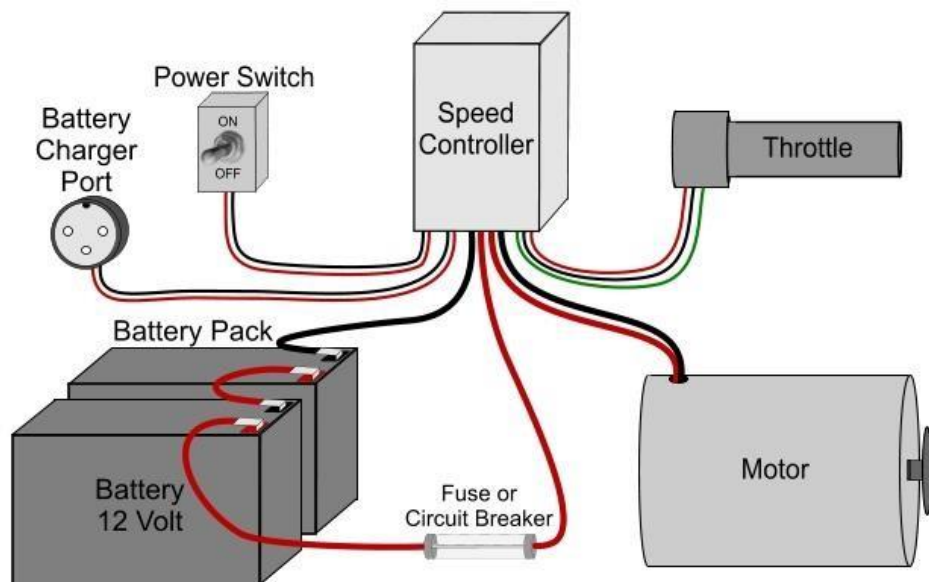 Power Switch
ON
OFF
Battery
Charger
Port
Speed
Controller
Throttle
Battery Pack
Battery
12 Volt
Fuse or
Circuit Breaker
Motor